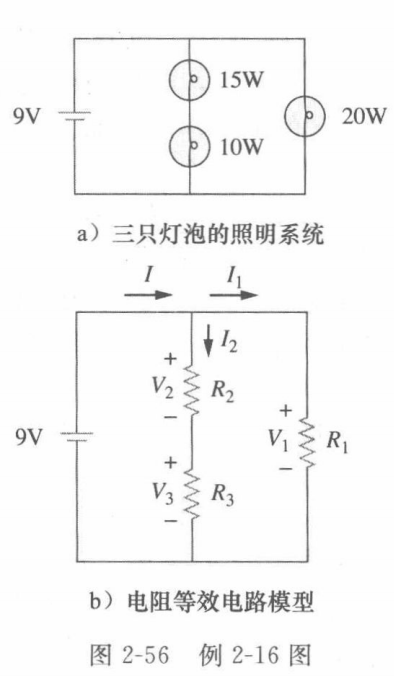 9V
15W
10W
20W
a）三只灯泡的照明系统
I
I₁
I₂
+
V₂
−
R₂
9V
+
V₁
−
R₁
+
V₃
−
R₃
b）电阻等效电路模型
图 2-56 例 2-16 图